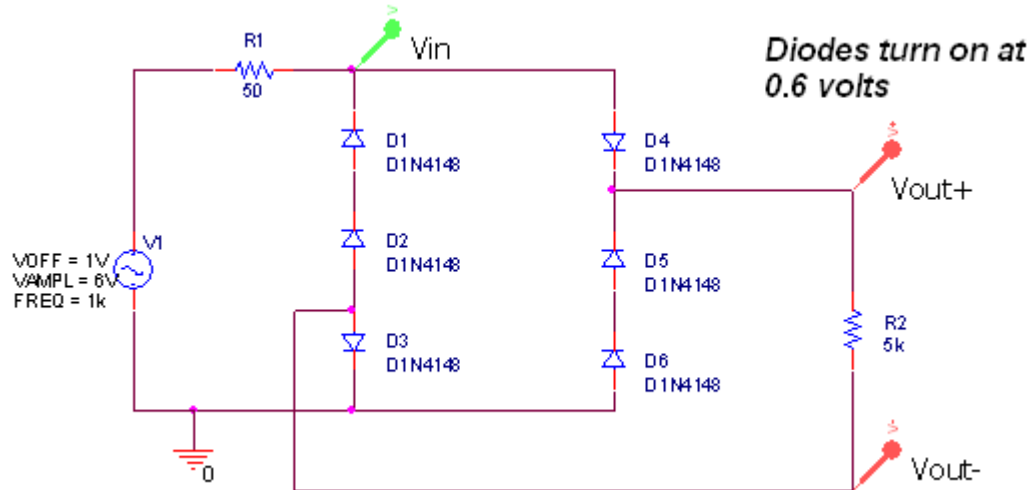 R1
50
Vin
Diodes turn on at
0.6 volts
D1
D1N4148
D4
D1N4148
Vout+
V1
VOFF = 1V
VAMPL = 6V
FREQ = 1k
D2
D1N4148
D5
D1N4148
D3
D1N4148
D6
D1N4148
R2
5k
0
Vout-